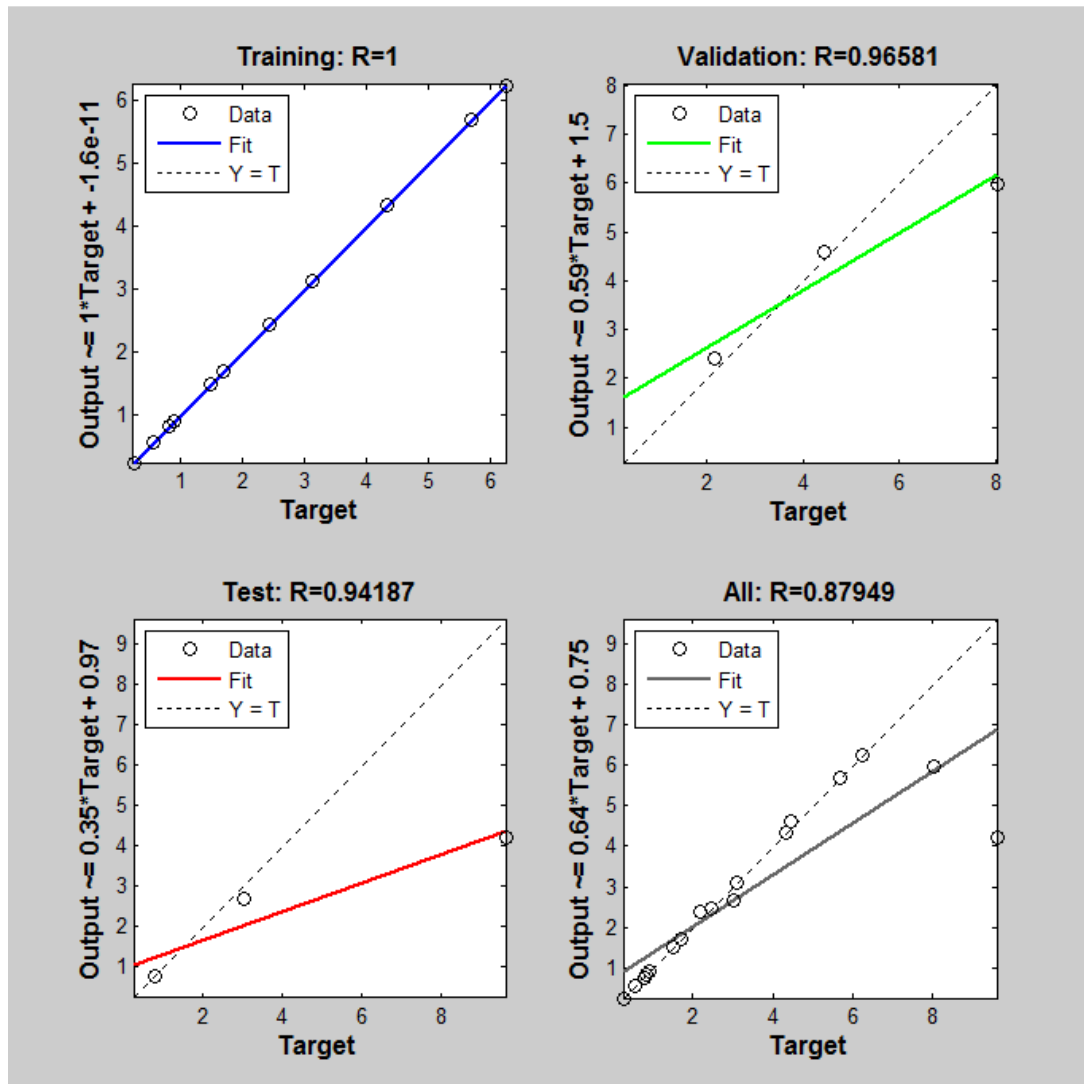 Training: R=1
Output ~= 1*Target + -1.6e-11
Data
Fit
Y = T
6
5
4
3
2
1
1 2 3 4 5 6
Target
Validation: R=0.96581
Output ~= 0.59*Target + 1.5
Data
Fit
Y = T
8
7
6
5
4
3
2
1
2 4 6 8
Target
Test: R=0.94187
Output ~= 0.35*Target + 0.97
Data
Fit
Y = T
9
8
7
6
5
4
3
2
1
2 4 6 8
Target
All: R=0.87949
Output ~= 0.64*Target + 0.75
Data
Fit
Y = T
9
8
7
6
5
4
3
2
1
2 4 6 8
Target